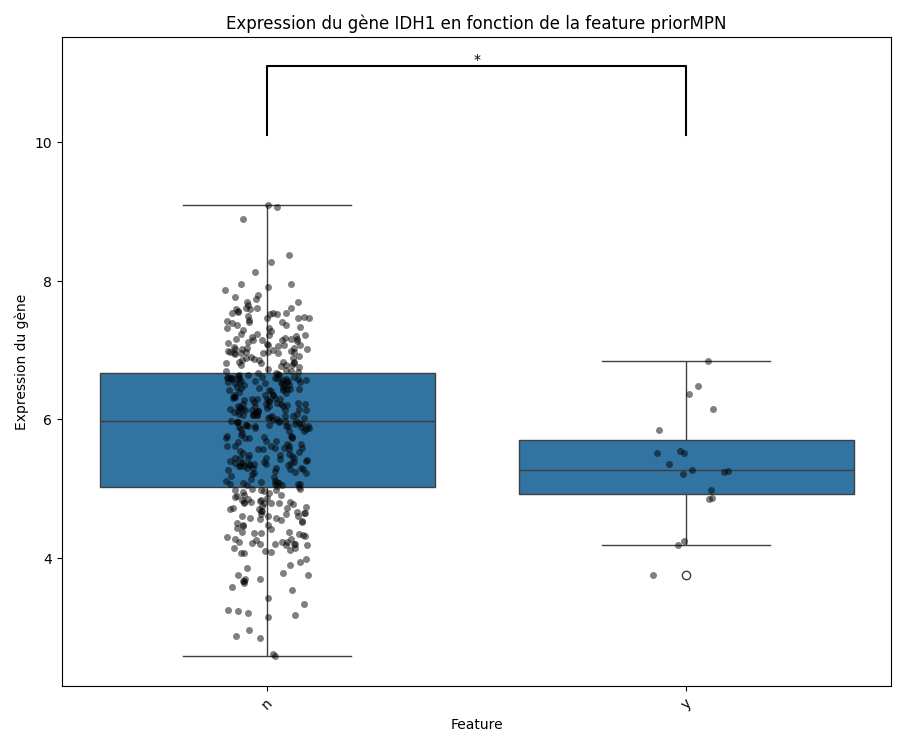 Expression du gène IDH1 en fonction de la feature priorMPN
*
10
8
6
4
Expression du gène
n
y
Feature